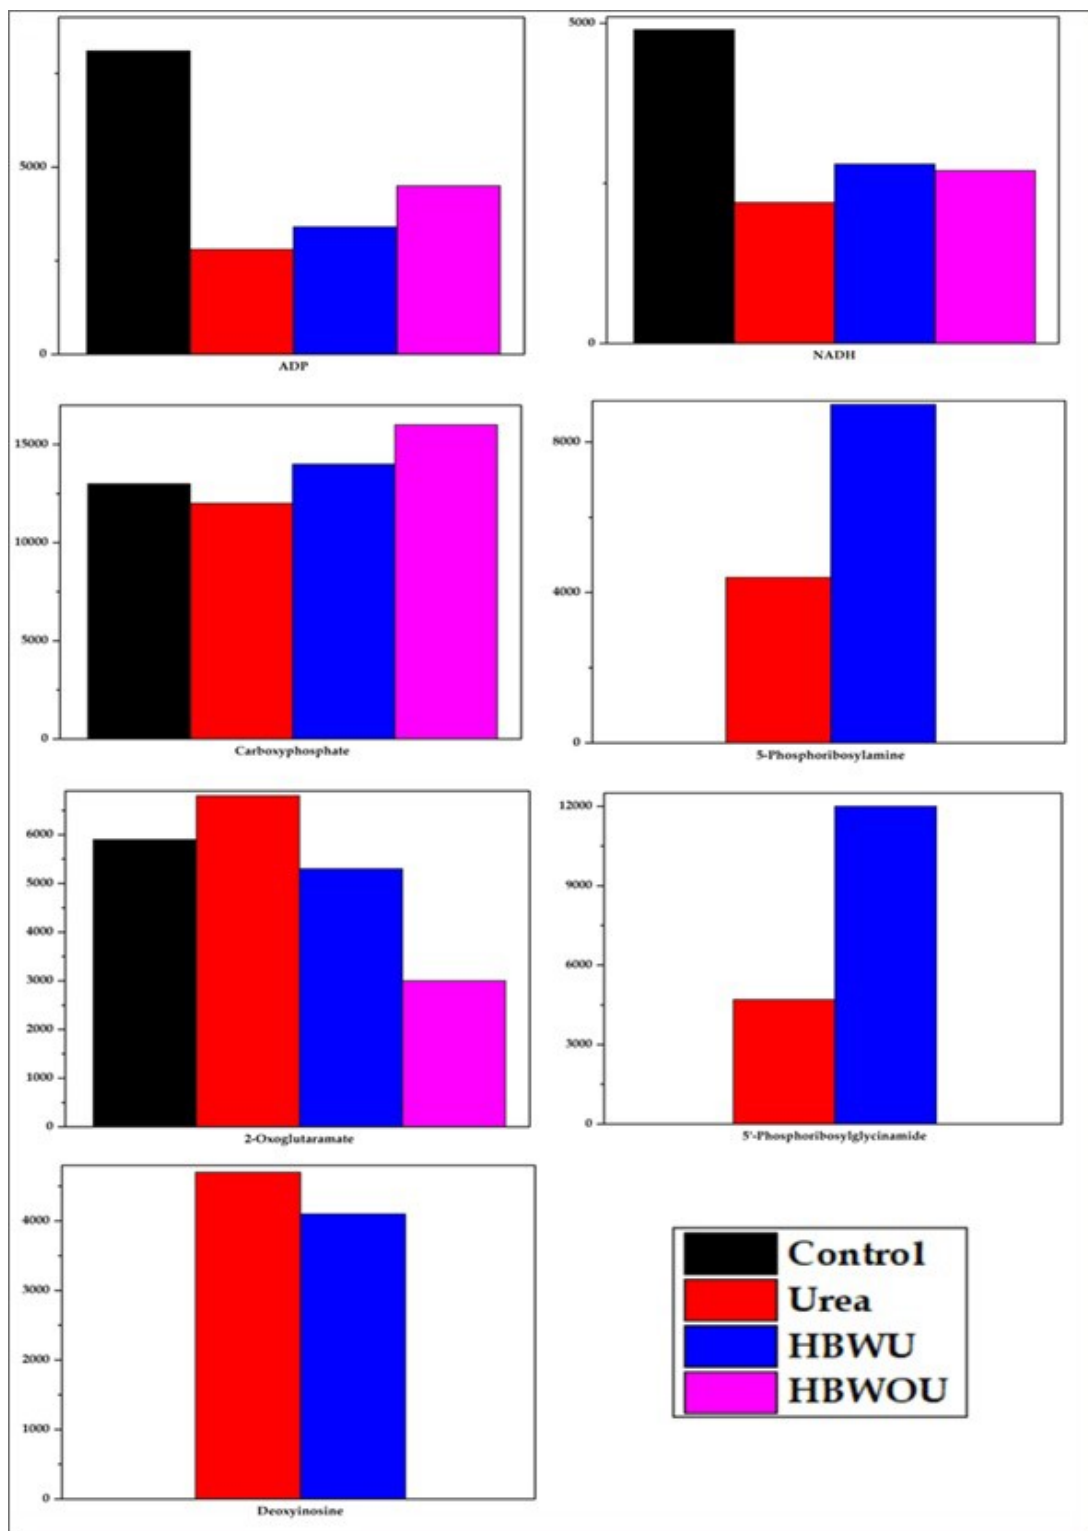 5000
0
ADP
5000
0
NADH
15000
10000
5000
0
Carboxyphosphate
8000
4000
0
5-Phosphoribosylamine
6000
5000
4000
3000
2000
1000
0
2-Oxoglutaramate
12000
9000
6000
3000
0
5'-Phosphoribosylglycinamide
4000
3000
2000
1000
0
Deoxyinosine
Control
Urea
HBWU
HBWOU